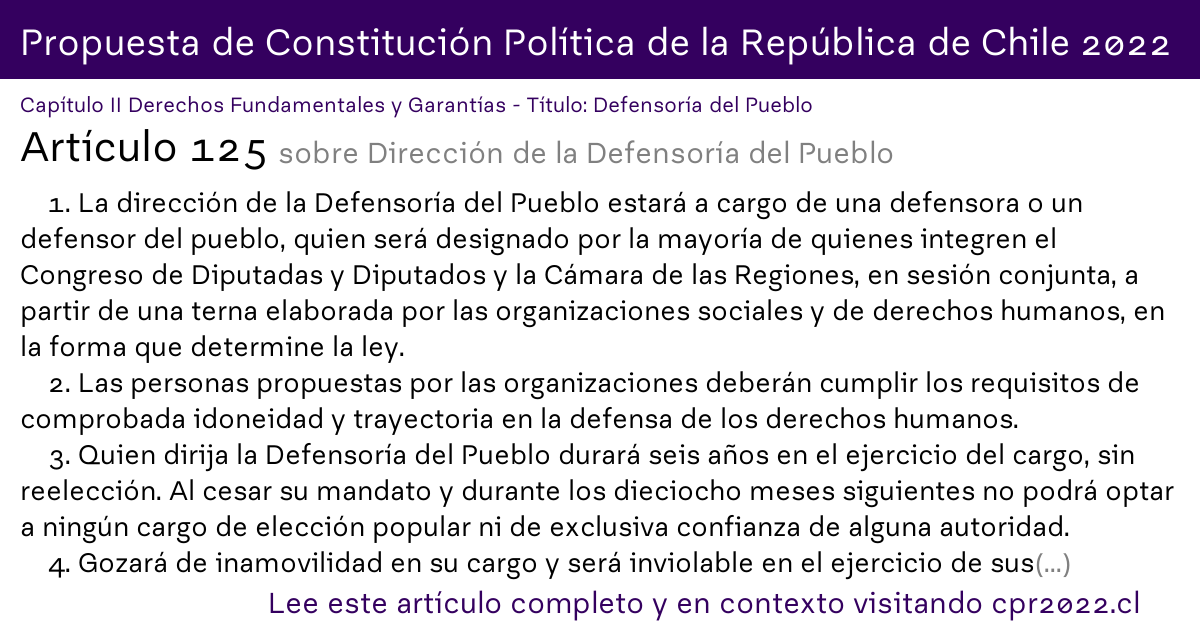 Propuesta de Constitución Política de la República de Chile 2022
Capítulo II Derechos Fundamentales y Garantías - Título: Defensoría del Pueblo
Artículo 125 sobre Dirección de la Defensoría del Pueblo
1. La dirección de la Defensoría del Pueblo estará a cargo de una defensora o un
defensor del pueblo, quien será designado por la mayoría de quienes integren el
Congreso de Diputadas y Diputados y la Cámara de las Regiones, en sesión conjunta, a
partir de una terna elaborada por las organizaciones sociales y de derechos humanos, en
la forma que determine la ley.
2. Las personas propuestas por las organizaciones deberán cumplir los requisitos de
comprobada idoneidad y trayectoria en la defensa de los derechos humanos.
3. Quien dirija la Defensoría del Pueblo durará seis años en el ejercicio del cargo, sin
reelección. Al cesar su mandato y durante los dieciocho meses siguientes no podrá optar
a ningún cargo de elección popular ni de exclusiva confianza de alguna autoridad.
4. Gozará de inamovilidad en su cargo y será inviolable en el ejercicio de sus(...)
Lee este artículo completo y en contexto visitando cpr2022.cl